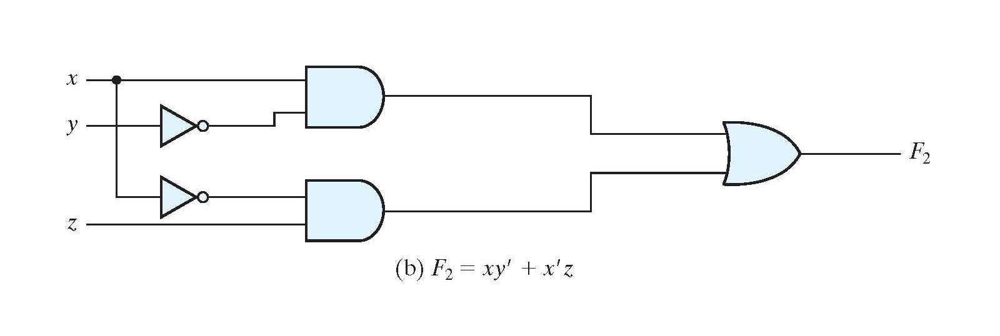 x
y
z
F₂
(b) F₂ = xy′ + x′z